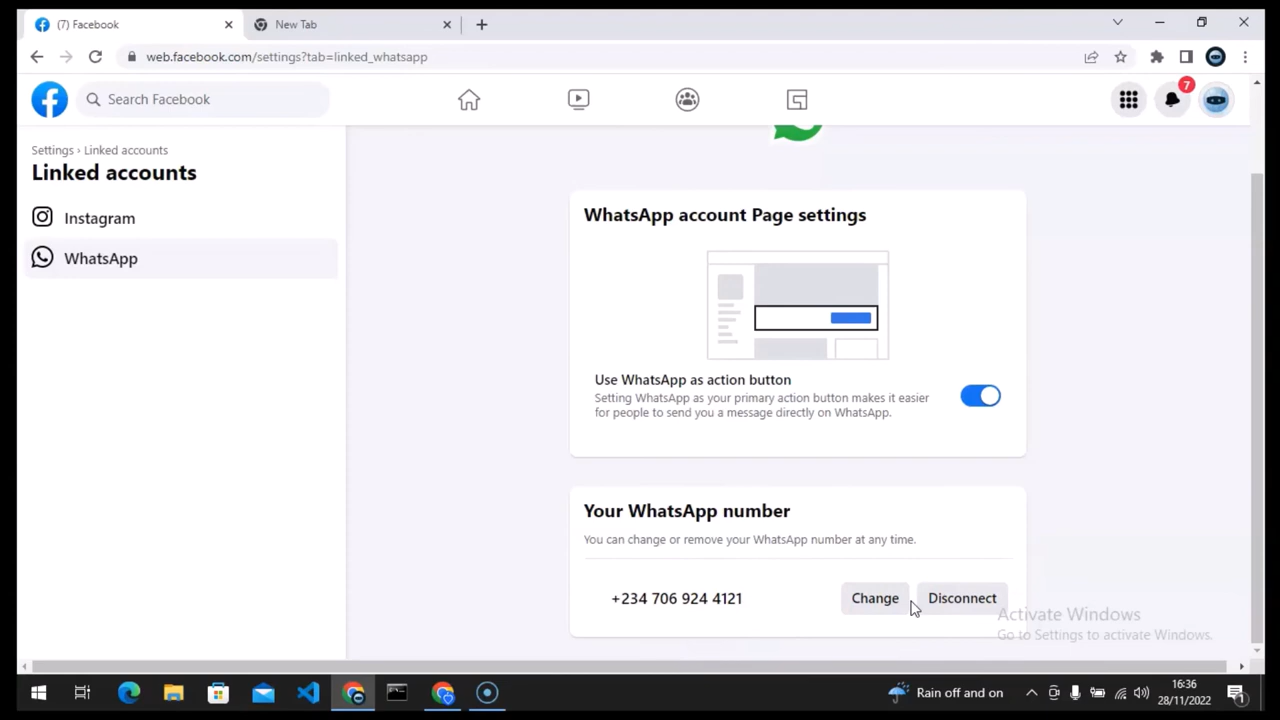 (7) Facebook
New Tab
web.facebook.com/settings?tab=linked_whatsapp
Search Facebook
7
Settings › Linked accounts
Linked accounts
Instagram
WhatsApp
WhatsApp account Page settings
Use WhatsApp as action button
Setting WhatsApp as your primary action button makes it easier
for people to send you a message directly on WhatsApp.
Your WhatsApp number
You can change or remove your WhatsApp number at any time.
+234 706 924 4121
Change
Disconnect
Activate Windows
Go to Settings to activate Windows.
Rain off and on
16:36
28/11/2022
1